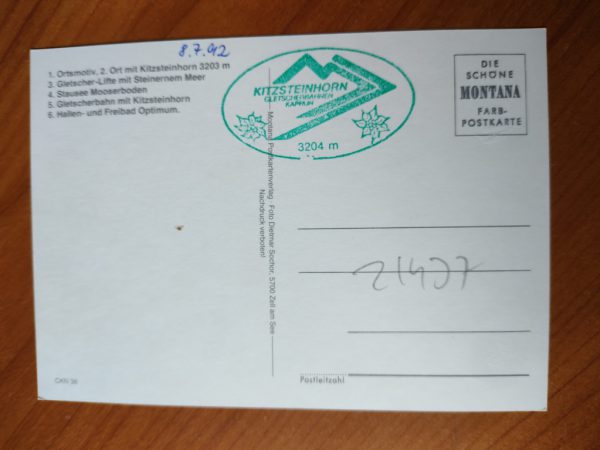 8.7.92
1. Ortsmotiv, 2. Ort mit Kitzsteinhorn 3203 m
3. Gletscher-Lifte mit Steinernem Meer
4. Stausee Mooserboden
5. Gletscherbahn mit Kitzsteinhorn
6. Hallen- und Freibad Optimum.
KITZSTEINHORN
GLETSCHERBAHNEN
KAPRUN
3204 m
DIE
SCHÖNE
MONTANA
FARB-
POSTKARTE
Montana Postkartenverlag · Foto Dietmar Sochor, 5700 Zell am See
Nachdruck verboten!
21407
Postleitzahl